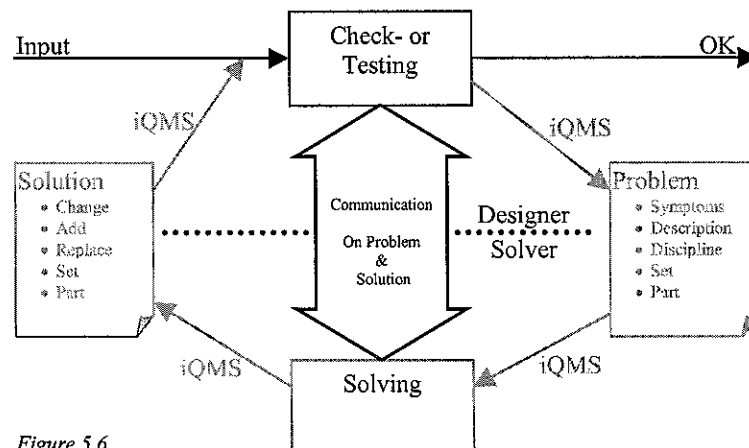 Input
Check- or
Testing
OK
iQMS
iQMS
Solution
• Change
• Add
• Replace
• Set
• Part
Communication
On Problem
&
Solution
Designer
Solver
Problem
• Symptoms
• Description
• Discipline
• Set
• Part
iQMS
Solving
iQMS
Figure 5.6